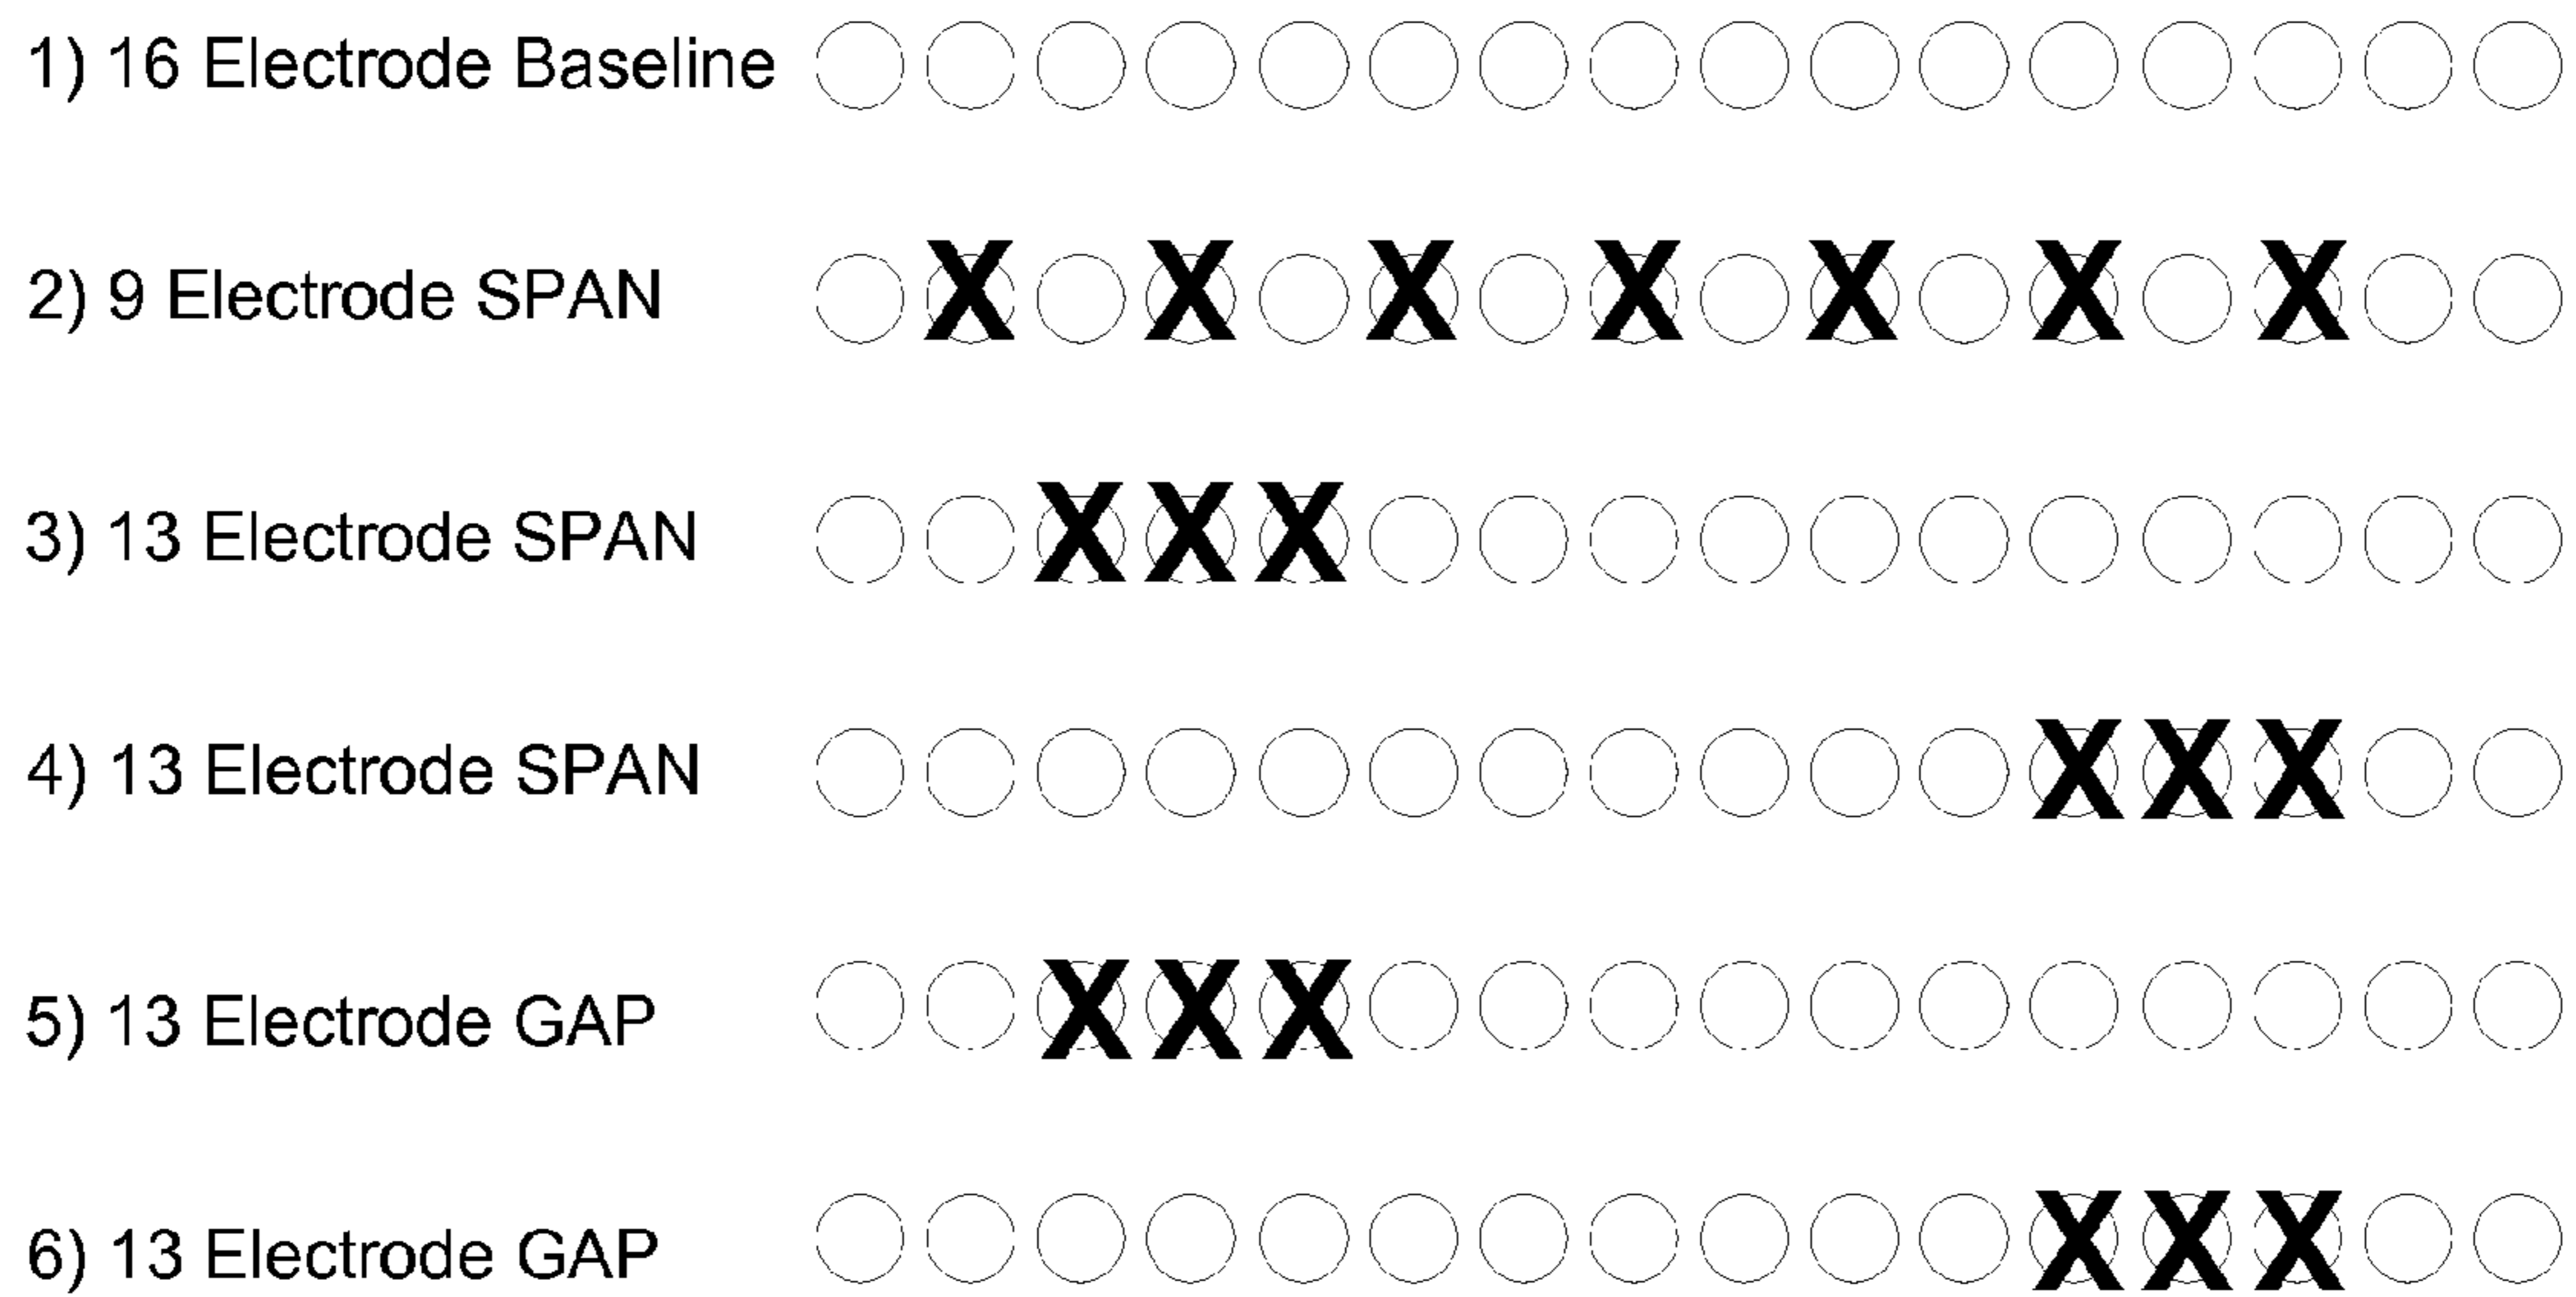 1) 16 Electrode Baseline
2) 9 Electrode SPAN X X X X X X X
3) 13 Electrode SPAN X X X
4) 13 Electrode SPAN X X X
5) 13 Electrode GAP X X X
6) 13 Electrode GAP X X X